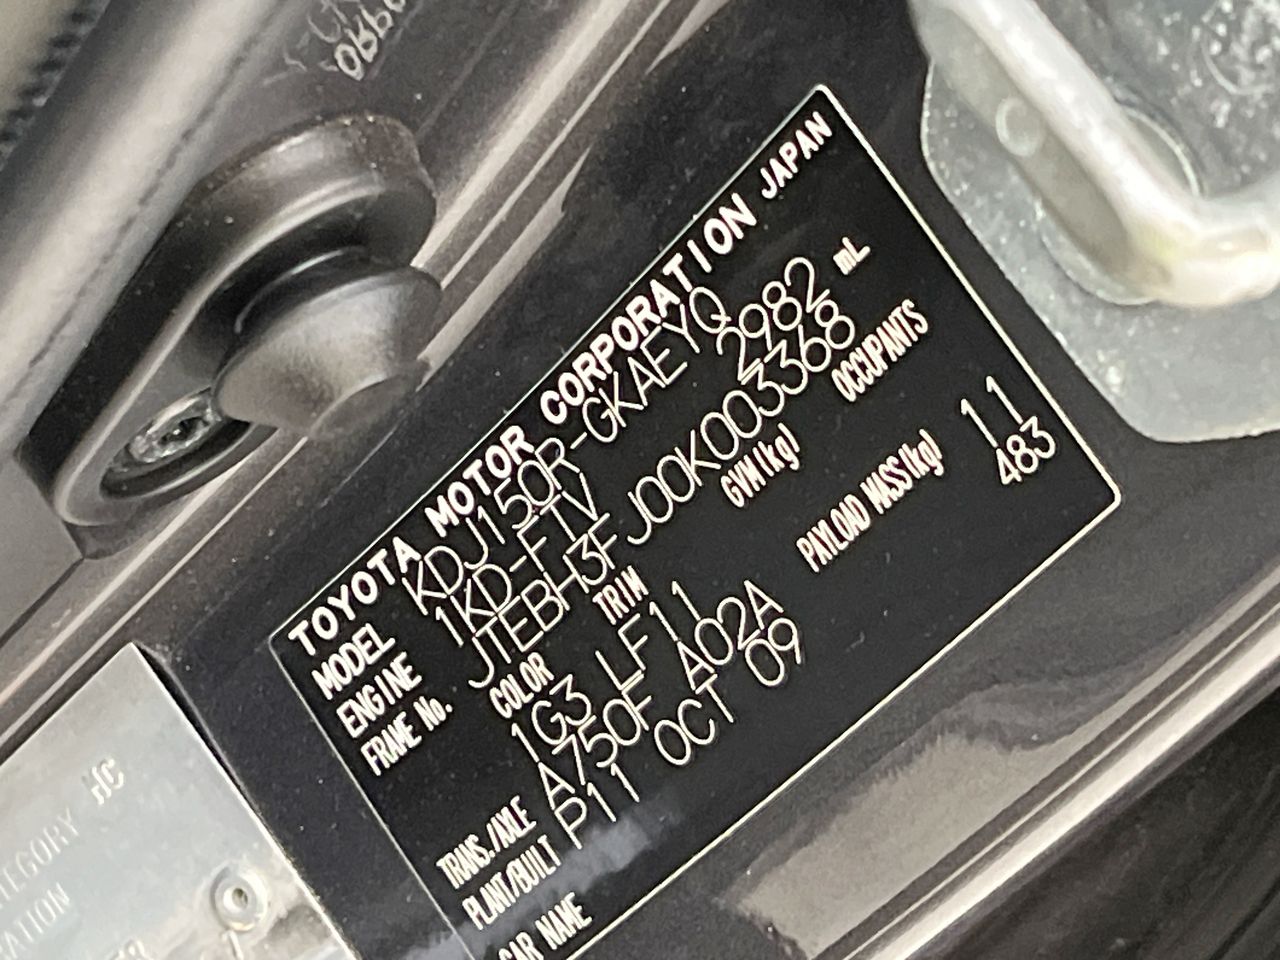 TOYOTA MOTOR CORPORATION JAPAN
MODEL KDJ150R-GKAEYQ
ENGINE 1KD-FTV 2982 mL
FRAME No. JTEBH3FJ00K003368
COLOR TRIM GVM(kg) OCCUPANTS
1G3 LF11 11
TRANS./AXLE A750F A02A PAYLOAD MASS(kg) 483
PLANT/BUILT P11 OCT 09
CAR NAME
HC